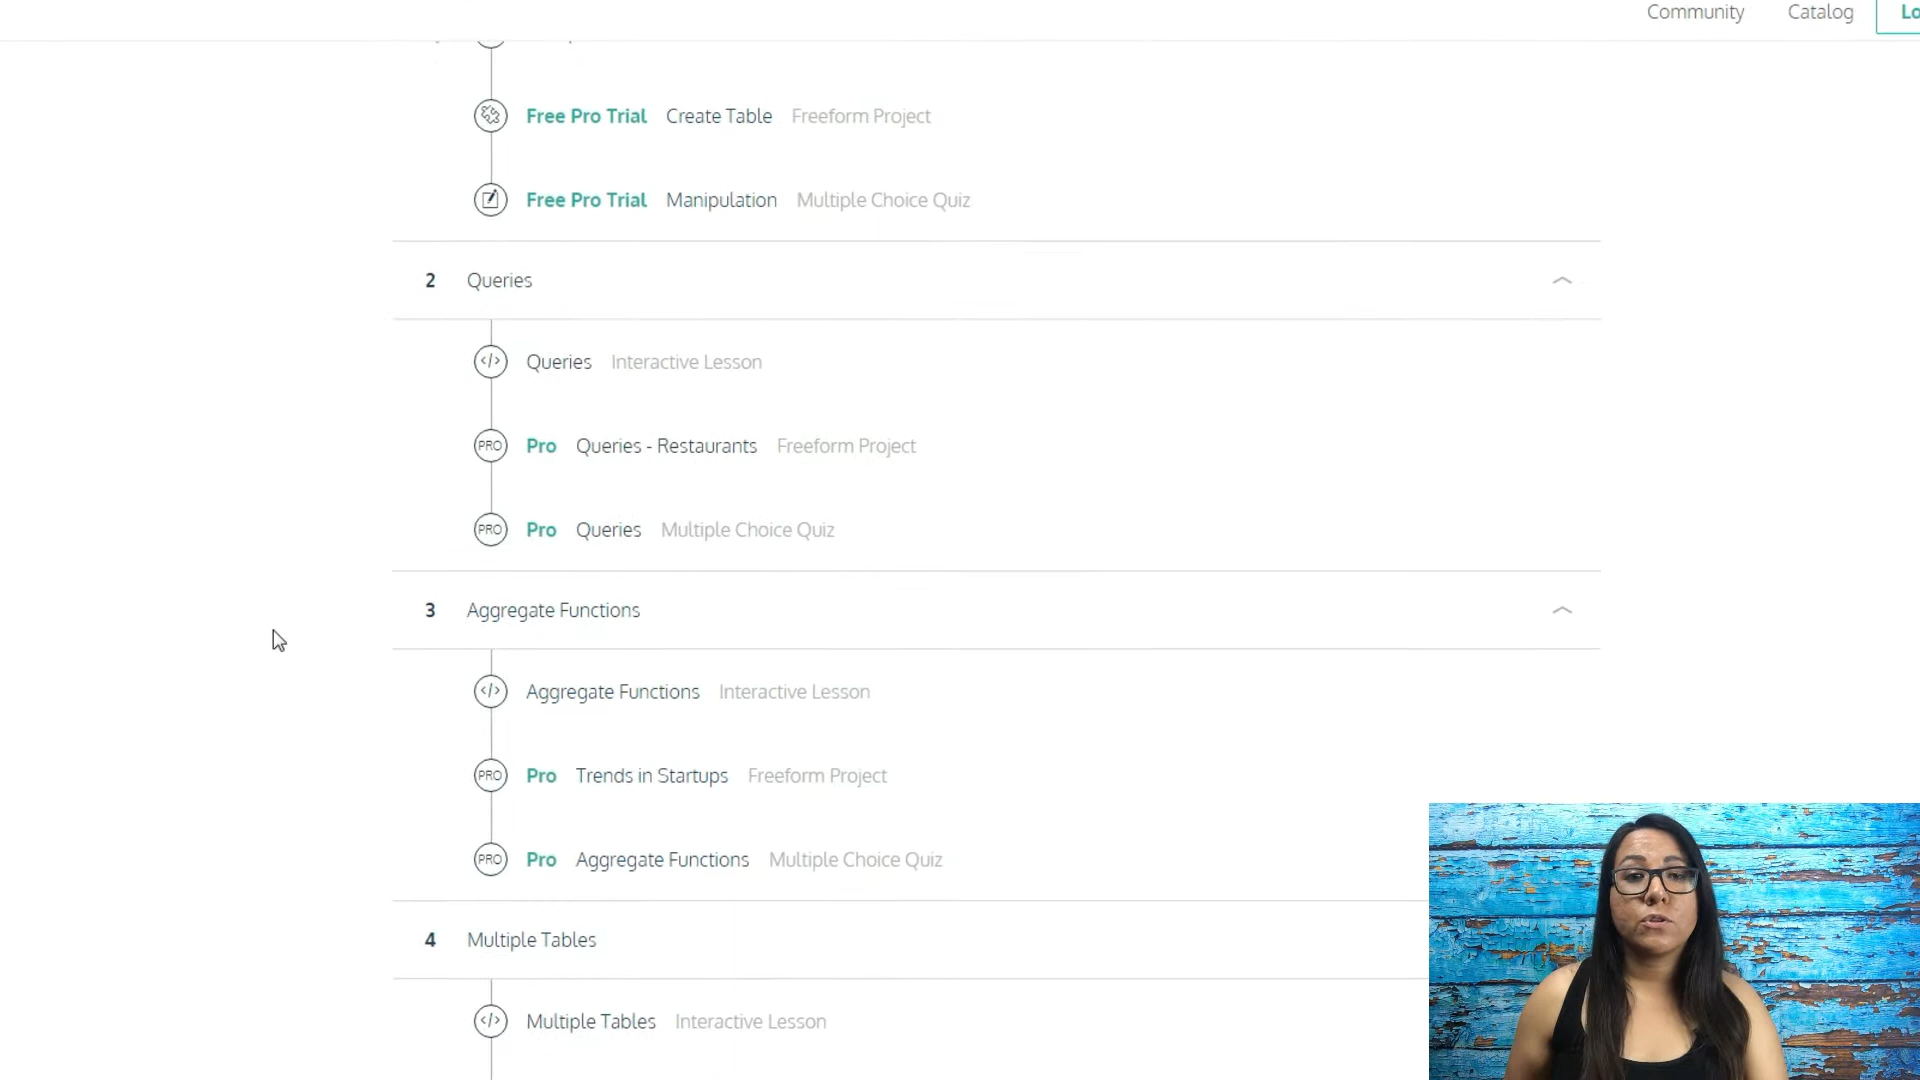 Community Catalog Lo
Free Pro Trial Create Table Freeform Project
Free Pro Trial Manipulation Multiple Choice Quiz
2 Queries
</> Queries Interactive Lesson
PRO Pro Queries - Restaurants Freeform Project
PRO Pro Queries Multiple Choice Quiz
3 Aggregate Functions
</> Aggregate Functions Interactive Lesson
PRO Pro Trends in Startups Freeform Project
PRO Pro Aggregate Functions Multiple Choice Quiz
4 Multiple Tables
</> Multiple Tables Interactive Lesson